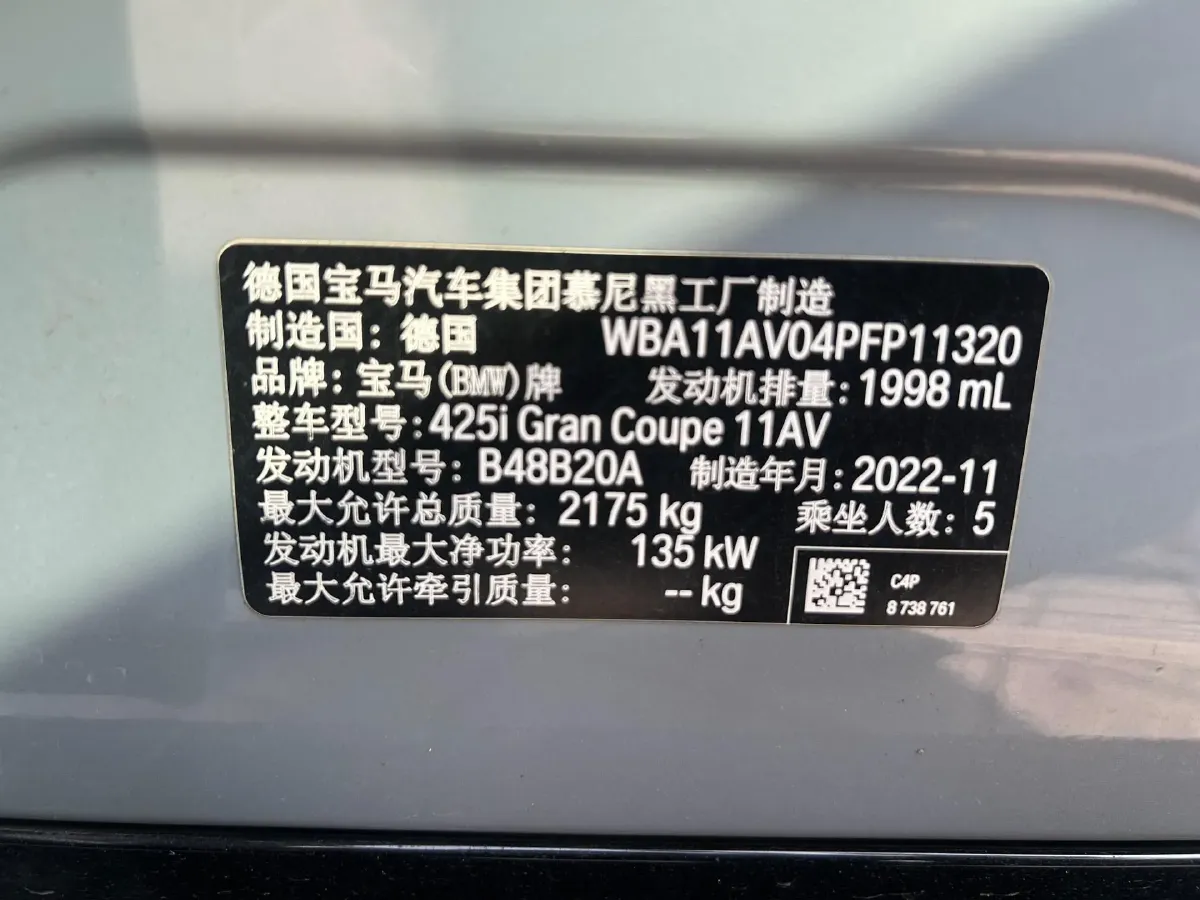 德国宝马汽车集团慕尼黑工厂制造
制造国：德国 WBA11AV04PFP11320
品牌：宝马(BMW)牌 发动机排量：1998 mL
整车型号：425i Gran Coupe 11AV
发动机型号：B48B20A 制造年月：2022-11
最大允许总质量：2175 kg 乘坐人数：5
发动机最大净功率：135 kW
最大允许牵引质量：-- kg
C4P
8 738 761